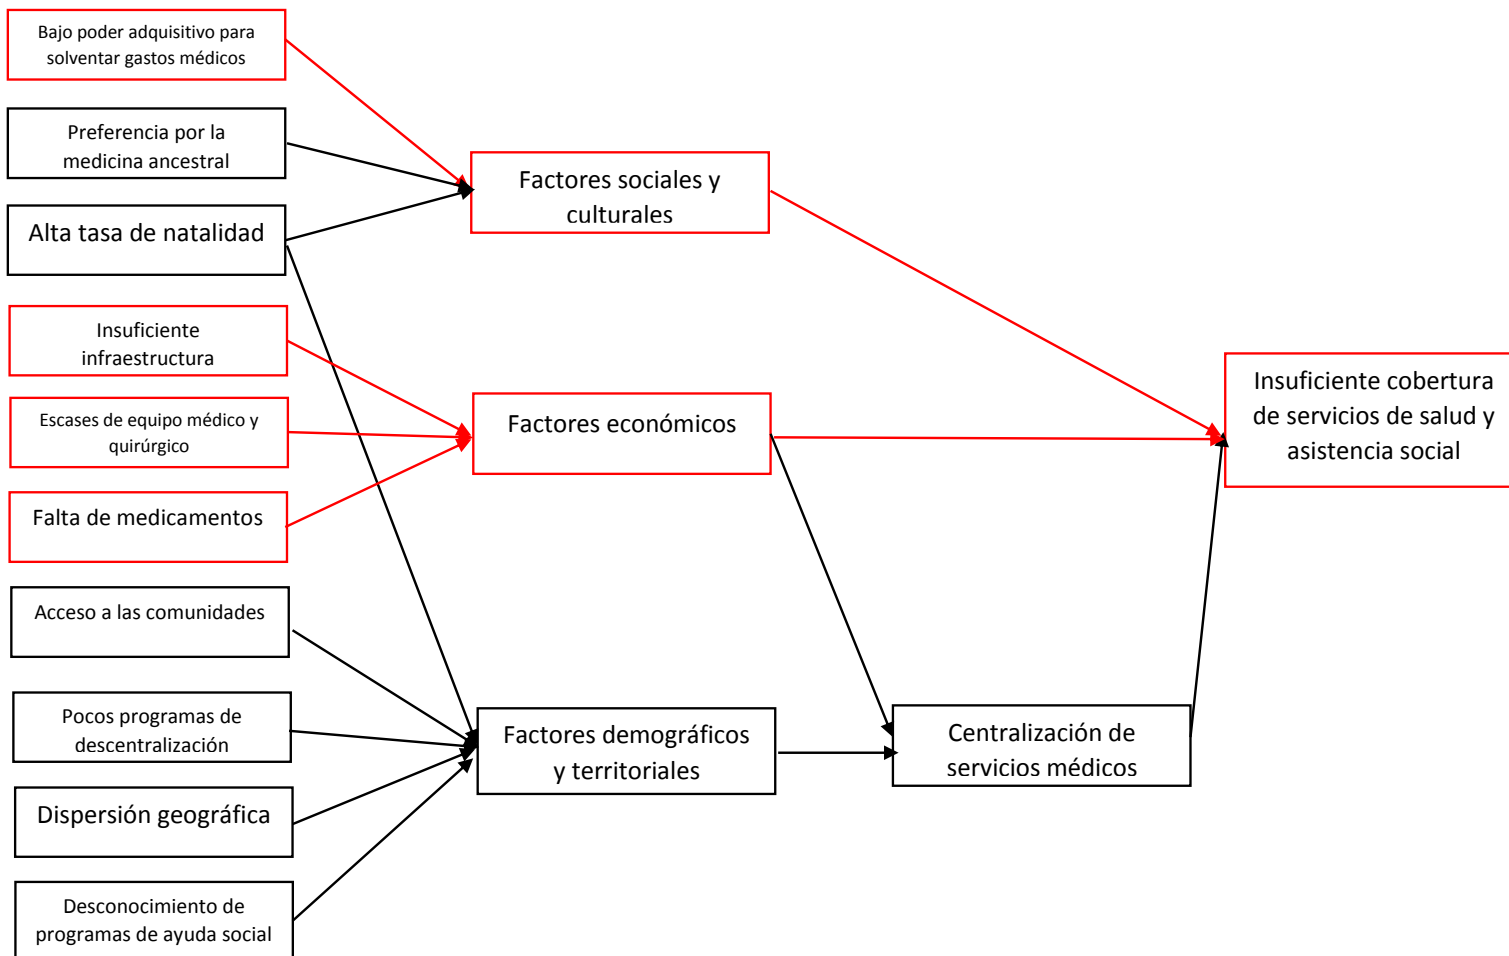 Bajo poder adquisitivo para
solventar gastos médicos
Preferencia por la
medicina ancestral
Alta tasa de natalidad
Insuficiente
infraestructura
Escases de equipo médico y
quirúrgico
Falta de medicamentos
Acceso a las comunidades
Pocos programas de
descentralización
Dispersión geográfica
Desconocimiento de
programas de ayuda social
Factores sociales y
culturales
Factores económicos
Factores demográficos
y territoriales
Centralización de
servicios médicos
Insuficiente cobertura
de servicios de salud y
asistencia social